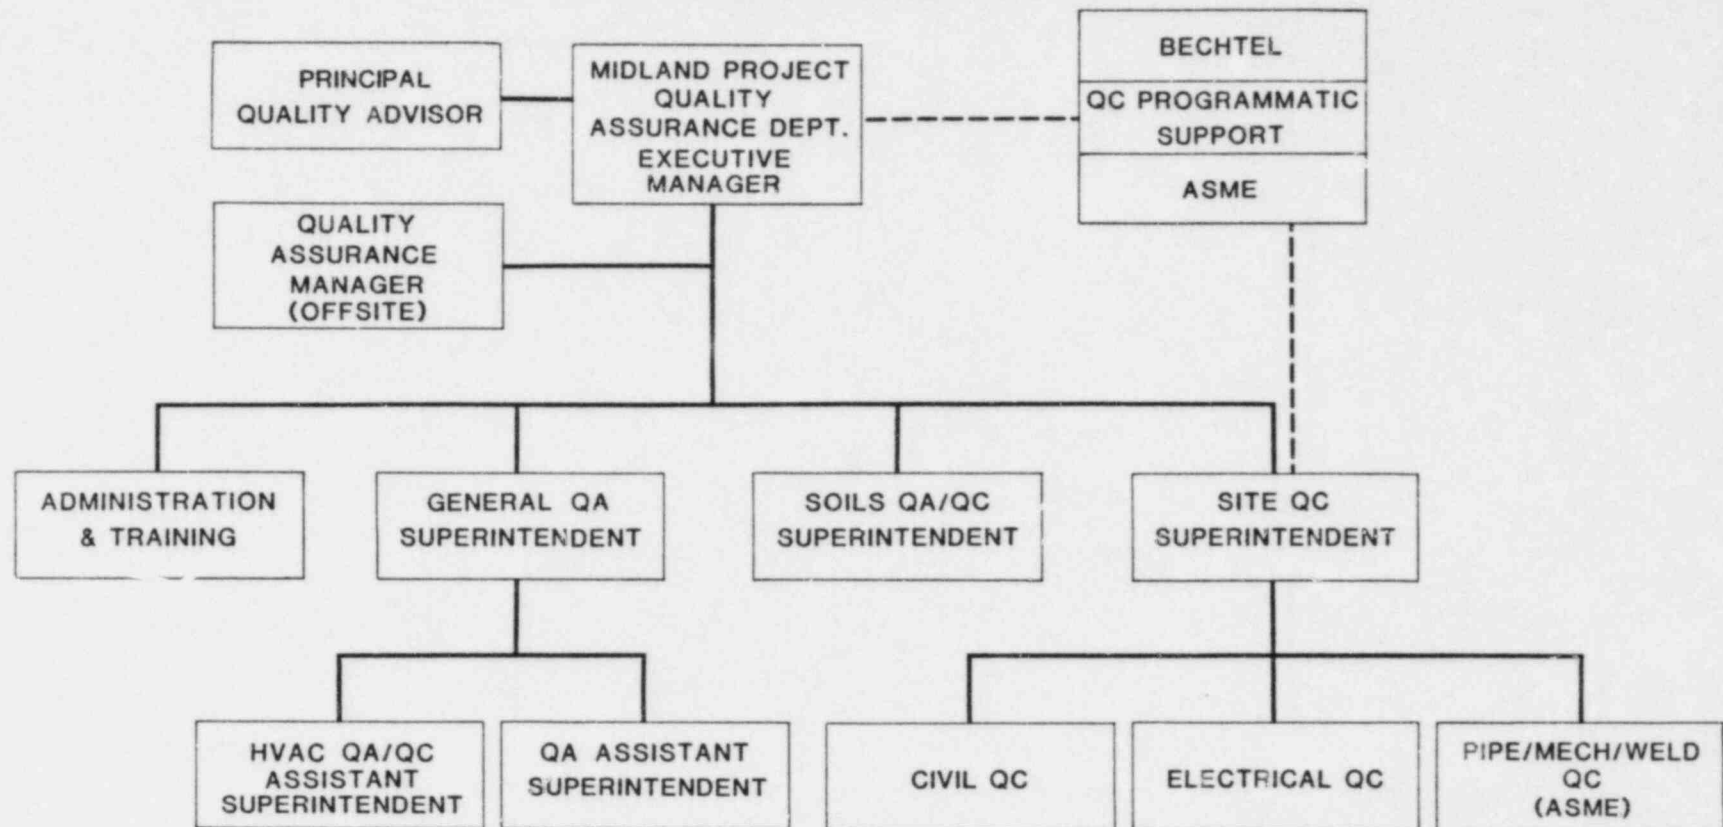 PRINCIPAL
QUALITY ADVISOR
MIDLAND PROJECT
QUALITY
ASSURANCE DEPT.
EXECUTIVE
MANAGER
BECHTEL
QC PROGRAMMATIC
SUPPORT
ASME
QUALITY
ASSURANCE
MANAGER
(OFFSITE)
ADMINISTRATION
& TRAINING
GENERAL QA
SUPERINTENDENT
SOILS QA/QC
SUPERINTENDENT
SITE QC
SUPERINTENDENT
HVAC QA/QC
ASSISTANT
SUPERINTENDENT
QA ASSISTANT
SUPERINTENDENT
CIVIL QC
ELECTRICAL QC
PIPE/MECH/WELD
QC
(ASME)